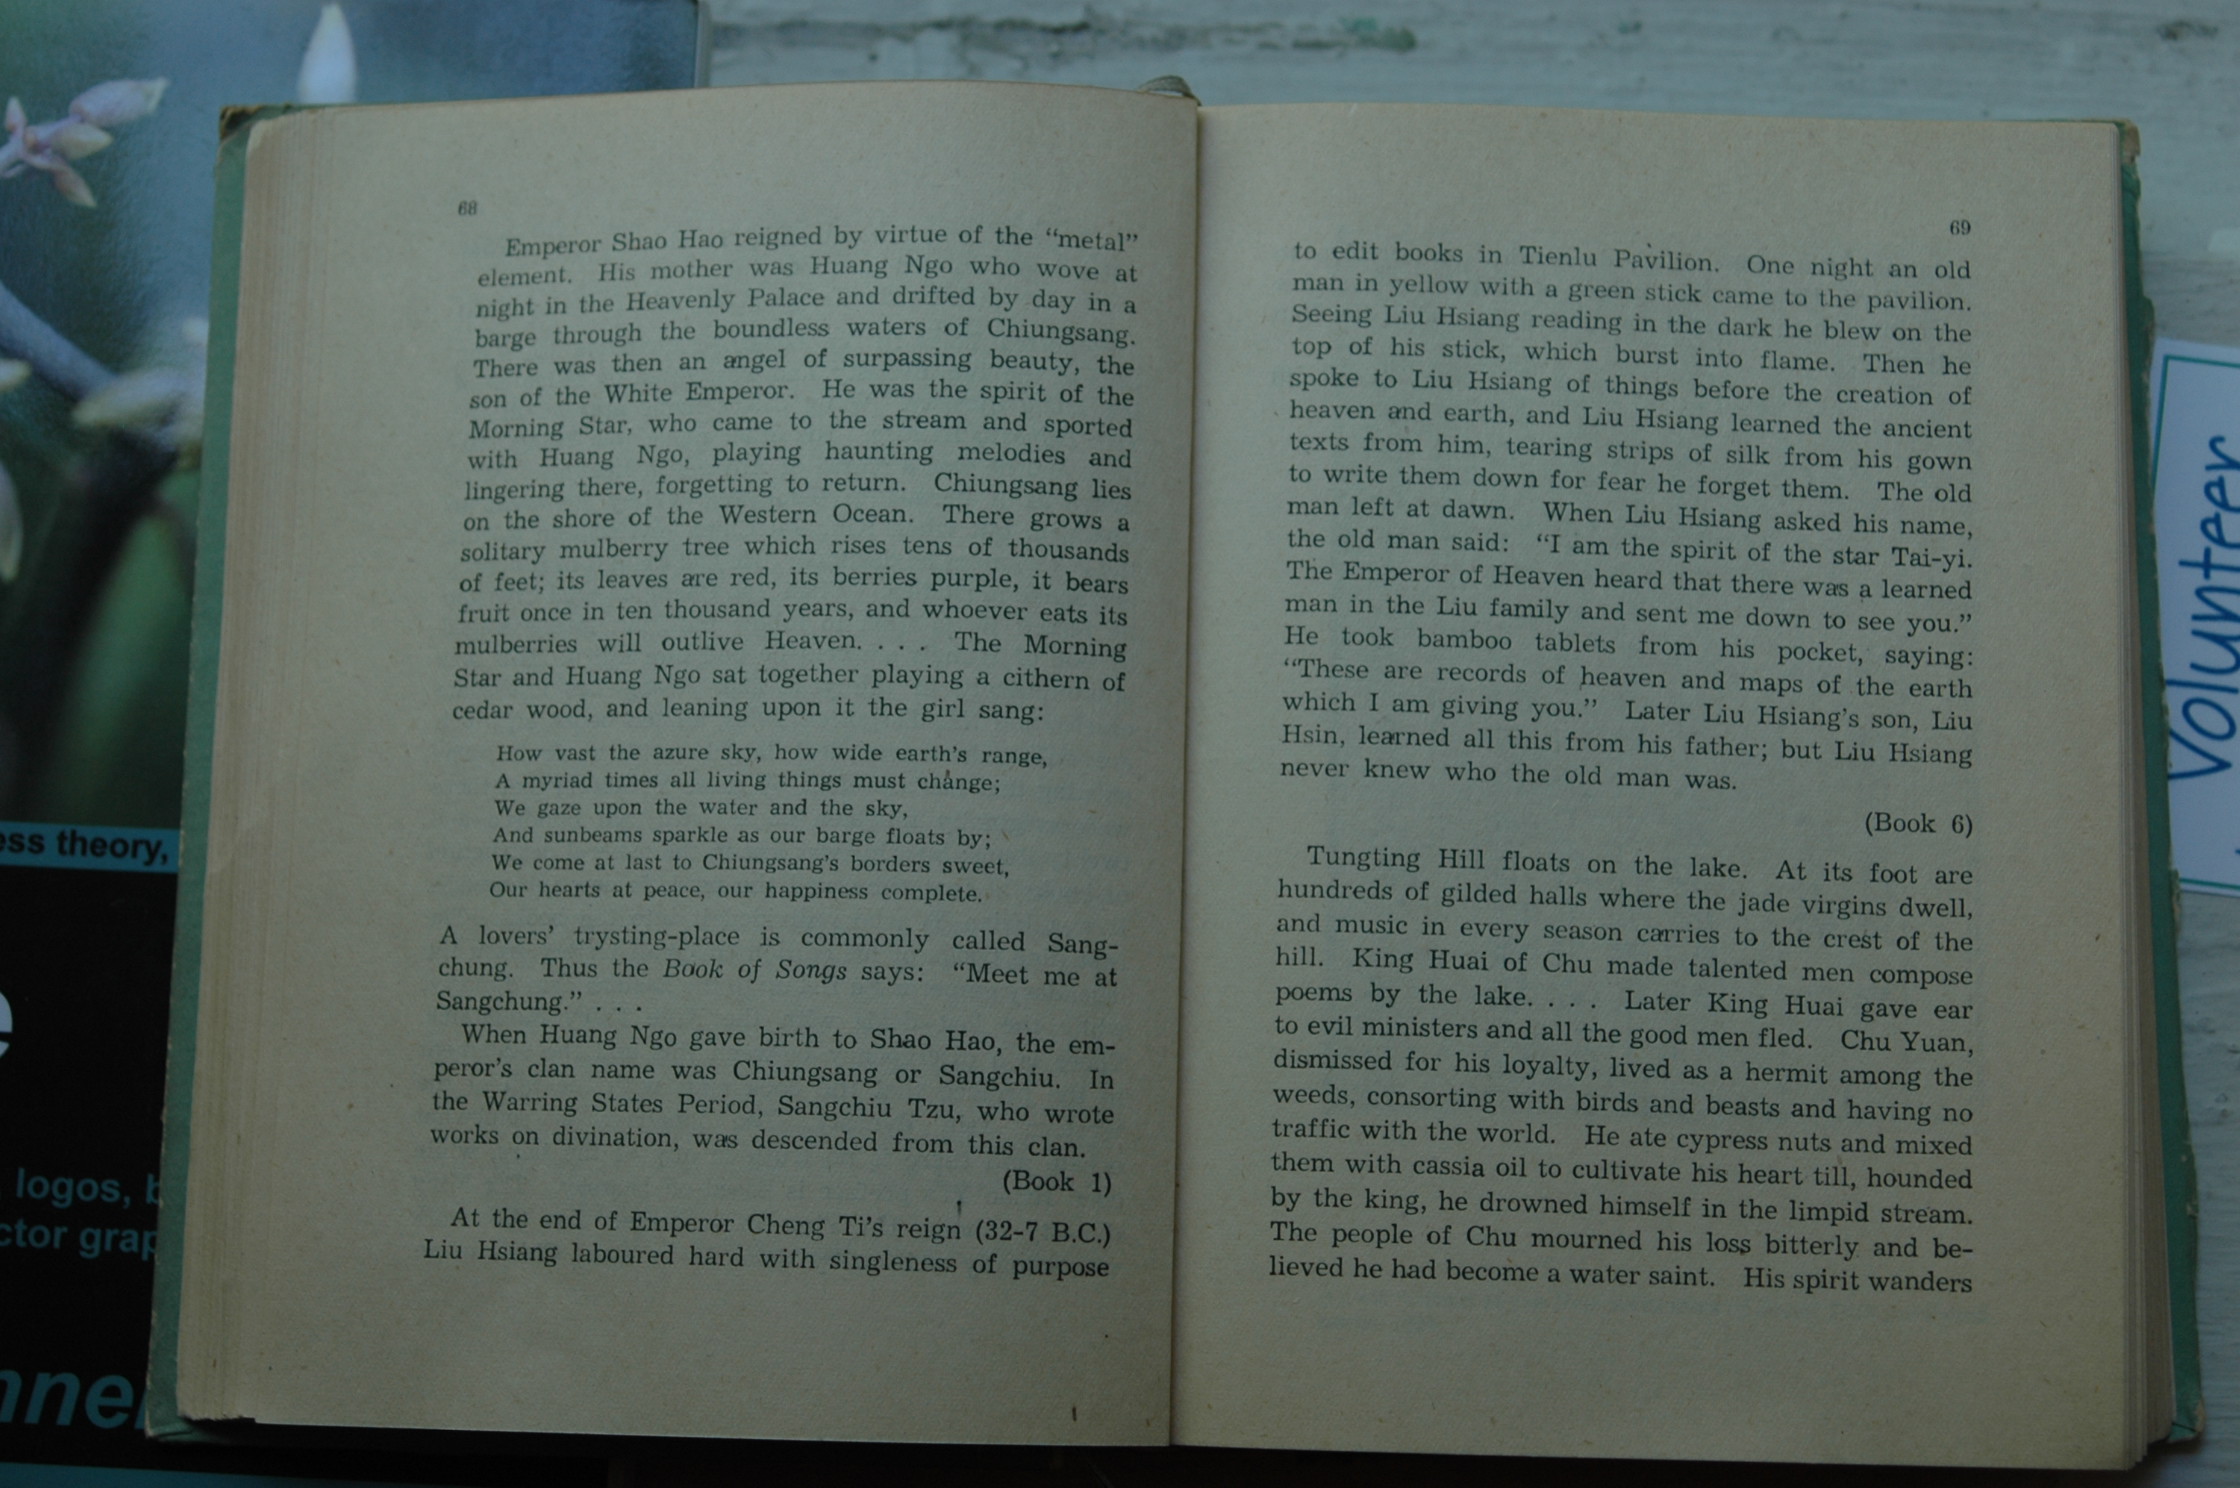 68
Emperor Shao Hao reigned by virtue of the “metal”
element. His mother was Huang Ngo who wove at
night in the Heavenly Palace and drifted by day in a
barge through the boundless waters of Chiungsang.
There was then an angel of surpassing beauty, the
son of the White Emperor. He was the spirit of the
Morning Star, who came to the stream and sported
with Huang Ngo, playing haunting melodies and
lingering there, forgetting to return. Chiungsang lies
on the shore of the Western Ocean. There grows a
solitary mulberry tree which rises tens of thousands
of feet; its leaves are red, its berries purple, it bears
fruit once in ten thousand years, and whoever eats its
mulberries will outlive Heaven. . . . The Morning
Star and Huang Ngo sat together playing a cithern of
cedar wood, and leaning upon it the girl sang:
How vast the azure sky, how wide earth’s range,
A myriad times all living things must change;
We gaze upon the water and the sky,
And sunbeams sparkle as our barge floats by;
We come at last to Chiungsang’s borders sweet,
Our hearts at peace, our happiness complete.
A lovers’ trysting-place is commonly called Sang-
chung. Thus the Book of Songs says: “Meet me at
Sangchung.” . . .
When Huang Ngo gave birth to Shao Hao, the em-
peror’s clan name was Chiungsang or Sangchiu. In
the Warring States Period, Sangchiu Tzu, who wrote
works on divination, was descended from this clan.
(Book 1)
At the end of Emperor Cheng Ti’s reign (32-7 B.C.)
Liu Hsiang laboured hard with singleness of purpose
69
to edit books in Tienlu Pavilion. One night an old
man in yellow with a green stick came to the pavilion.
Seeing Liu Hsiang reading in the dark he blew on the
top of his stick, which burst into flame. Then he
spoke to Liu Hsiang of things before the creation of
heaven and earth, and Liu Hsiang learned the ancient
texts from him, tearing strips of silk from his gown
to write them down for fear he forget them. The old
man left at dawn. When Liu Hsiang asked his name,
the old man said: “I am the spirit of the star Tai-yi.
The Emperor of Heaven heard that there was a learned
man in the Liu family and sent me down to see you.”
He took bamboo tablets from his pocket, saying:
“These are records of heaven and maps of the earth
which I am giving you.” Later Liu Hsiang’s son, Liu
Hsin, learned all this from his father; but Liu Hsiang
never knew who the old man was.
(Book 6)
Tungting Hill floats on the lake. At its foot are
hundreds of gilded halls where the jade virgins dwell,
and music in every season carries to the crest of the
hill. King Huai of Chu made talented men compose
poems by the lake. . . . Later King Huai gave ear
to evil ministers and all the good men fled. Chu Yuan,
dismissed for his loyalty, lived as a hermit among the
weeds, consorting with birds and beasts and having no
traffic with the world. He ate cypress nuts and mixed
them with cassia oil to cultivate his heart till, hounded
by the king, he drowned himself in the limpid stream.
The people of Chu mourned his loss bitterly and be-
lieved he had become a water saint. His spirit wanders
theory,
logos,
Volunteer